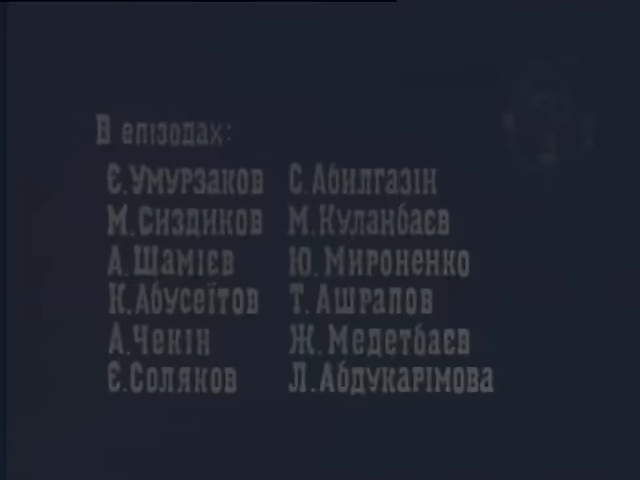 В епізодах:
Є.Умурзаков С.Абилгазін
М.Сиздиков М.Куланбаєв
А.Шамієв Ю.Мироненко
К.Абусеїтов Т.Ашрапов
А.Чекін Ж.Медетбаєв
Є.Соляков Л.Абдукарімова